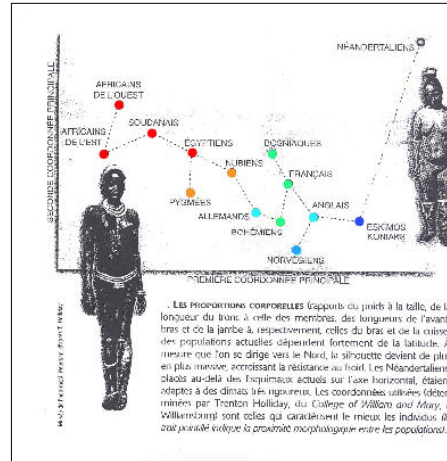 NÉANDERTALIENS
AFRICAINS
DE L'OUEST
SOUDANAIS
AFRICAINS
DE L'EST
ÉGYPTIENS
BOSNIAQUES
NUBIENS
FRANÇAIS
PYGMÉES
ALLEMANDS
ANGLAIS
BOHÉMIENS
ESKIMOS
KONIAKS
NORVÉGIENS
SECONDE COORDONNÉE PRINCIPALE
PREMIÈRE COORDONNÉE PRINCIPALE
. LES PROPORTIONS CORPORELLES (rapports du poids à la taille, de la
longueur du tronc à celle des membres, des longueurs de l'avant
bras et de la jambe à, respectivement, celles du bras et de la cuisse
des populations actuelles dépendent fortement de la latitude. À
mesure que l'on se dirige vers le Nord, la silhouette devient de plu
en plus massive, accroissant la résistance au froid. Les Néandertaliens
placés au-delà des Esquimaux actuels sur l'axe horizontal, étaien
adaptés à des climats très rigoureux. Les coordonnées utilisées (déter
minées par Trenton Holliday, du College of William and Mary,
Williamsburg) sont celles qui caractérisent le mieux les individus (le
trait pointillé indique la proximité morphologique entre les populations).